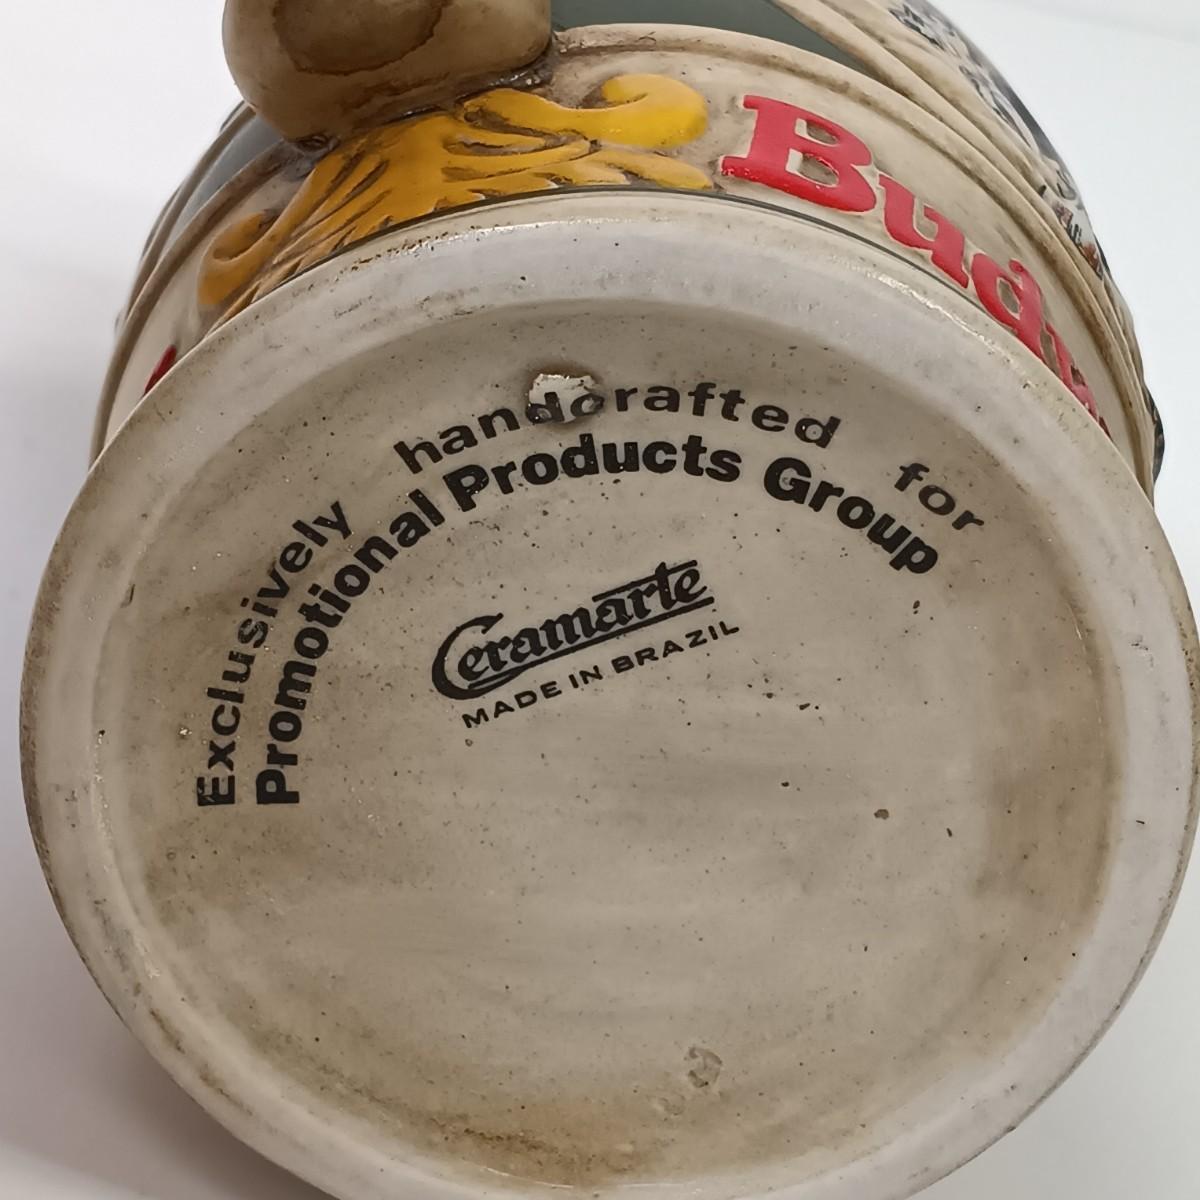 Bud
Exclusively handcrafted for
Promotional Products Group
Ceramarte
MADE IN BRAZIL